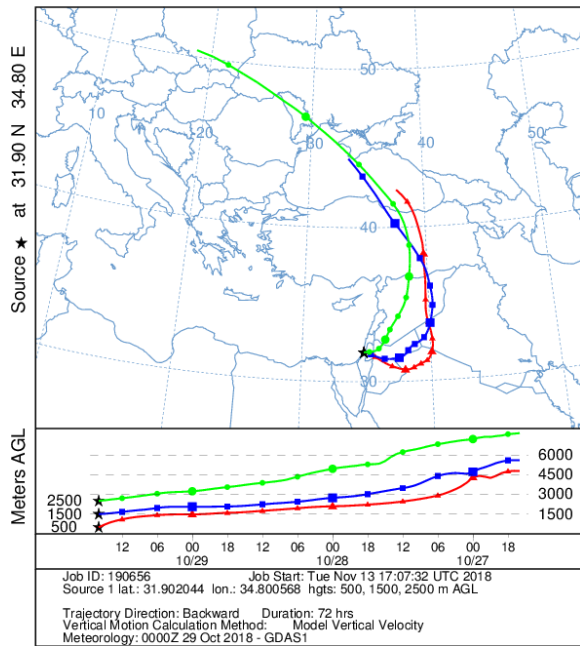 Source ★ at 31.90 N 34.80 E
50
10
20
30
40
50
40
30
Meters AGL
6000
4500
2500 3000
1500 1500
500
12 06 00 18 12 06 00 18 12 06 00 18
10/29 10/28 10/27
Job ID: 190656 Job Start: Tue Nov 13 17:07:32 UTC 2018
Source 1 lat.: 31.902044 lon.: 34.800568 hgts: 500, 1500, 2500 m AGL
Trajectory Direction: Backward Duration: 72 hrs
Vertical Motion Calculation Method: Model Vertical Velocity
Meteorology: 0000Z 29 Oct 2018 - GDAS1